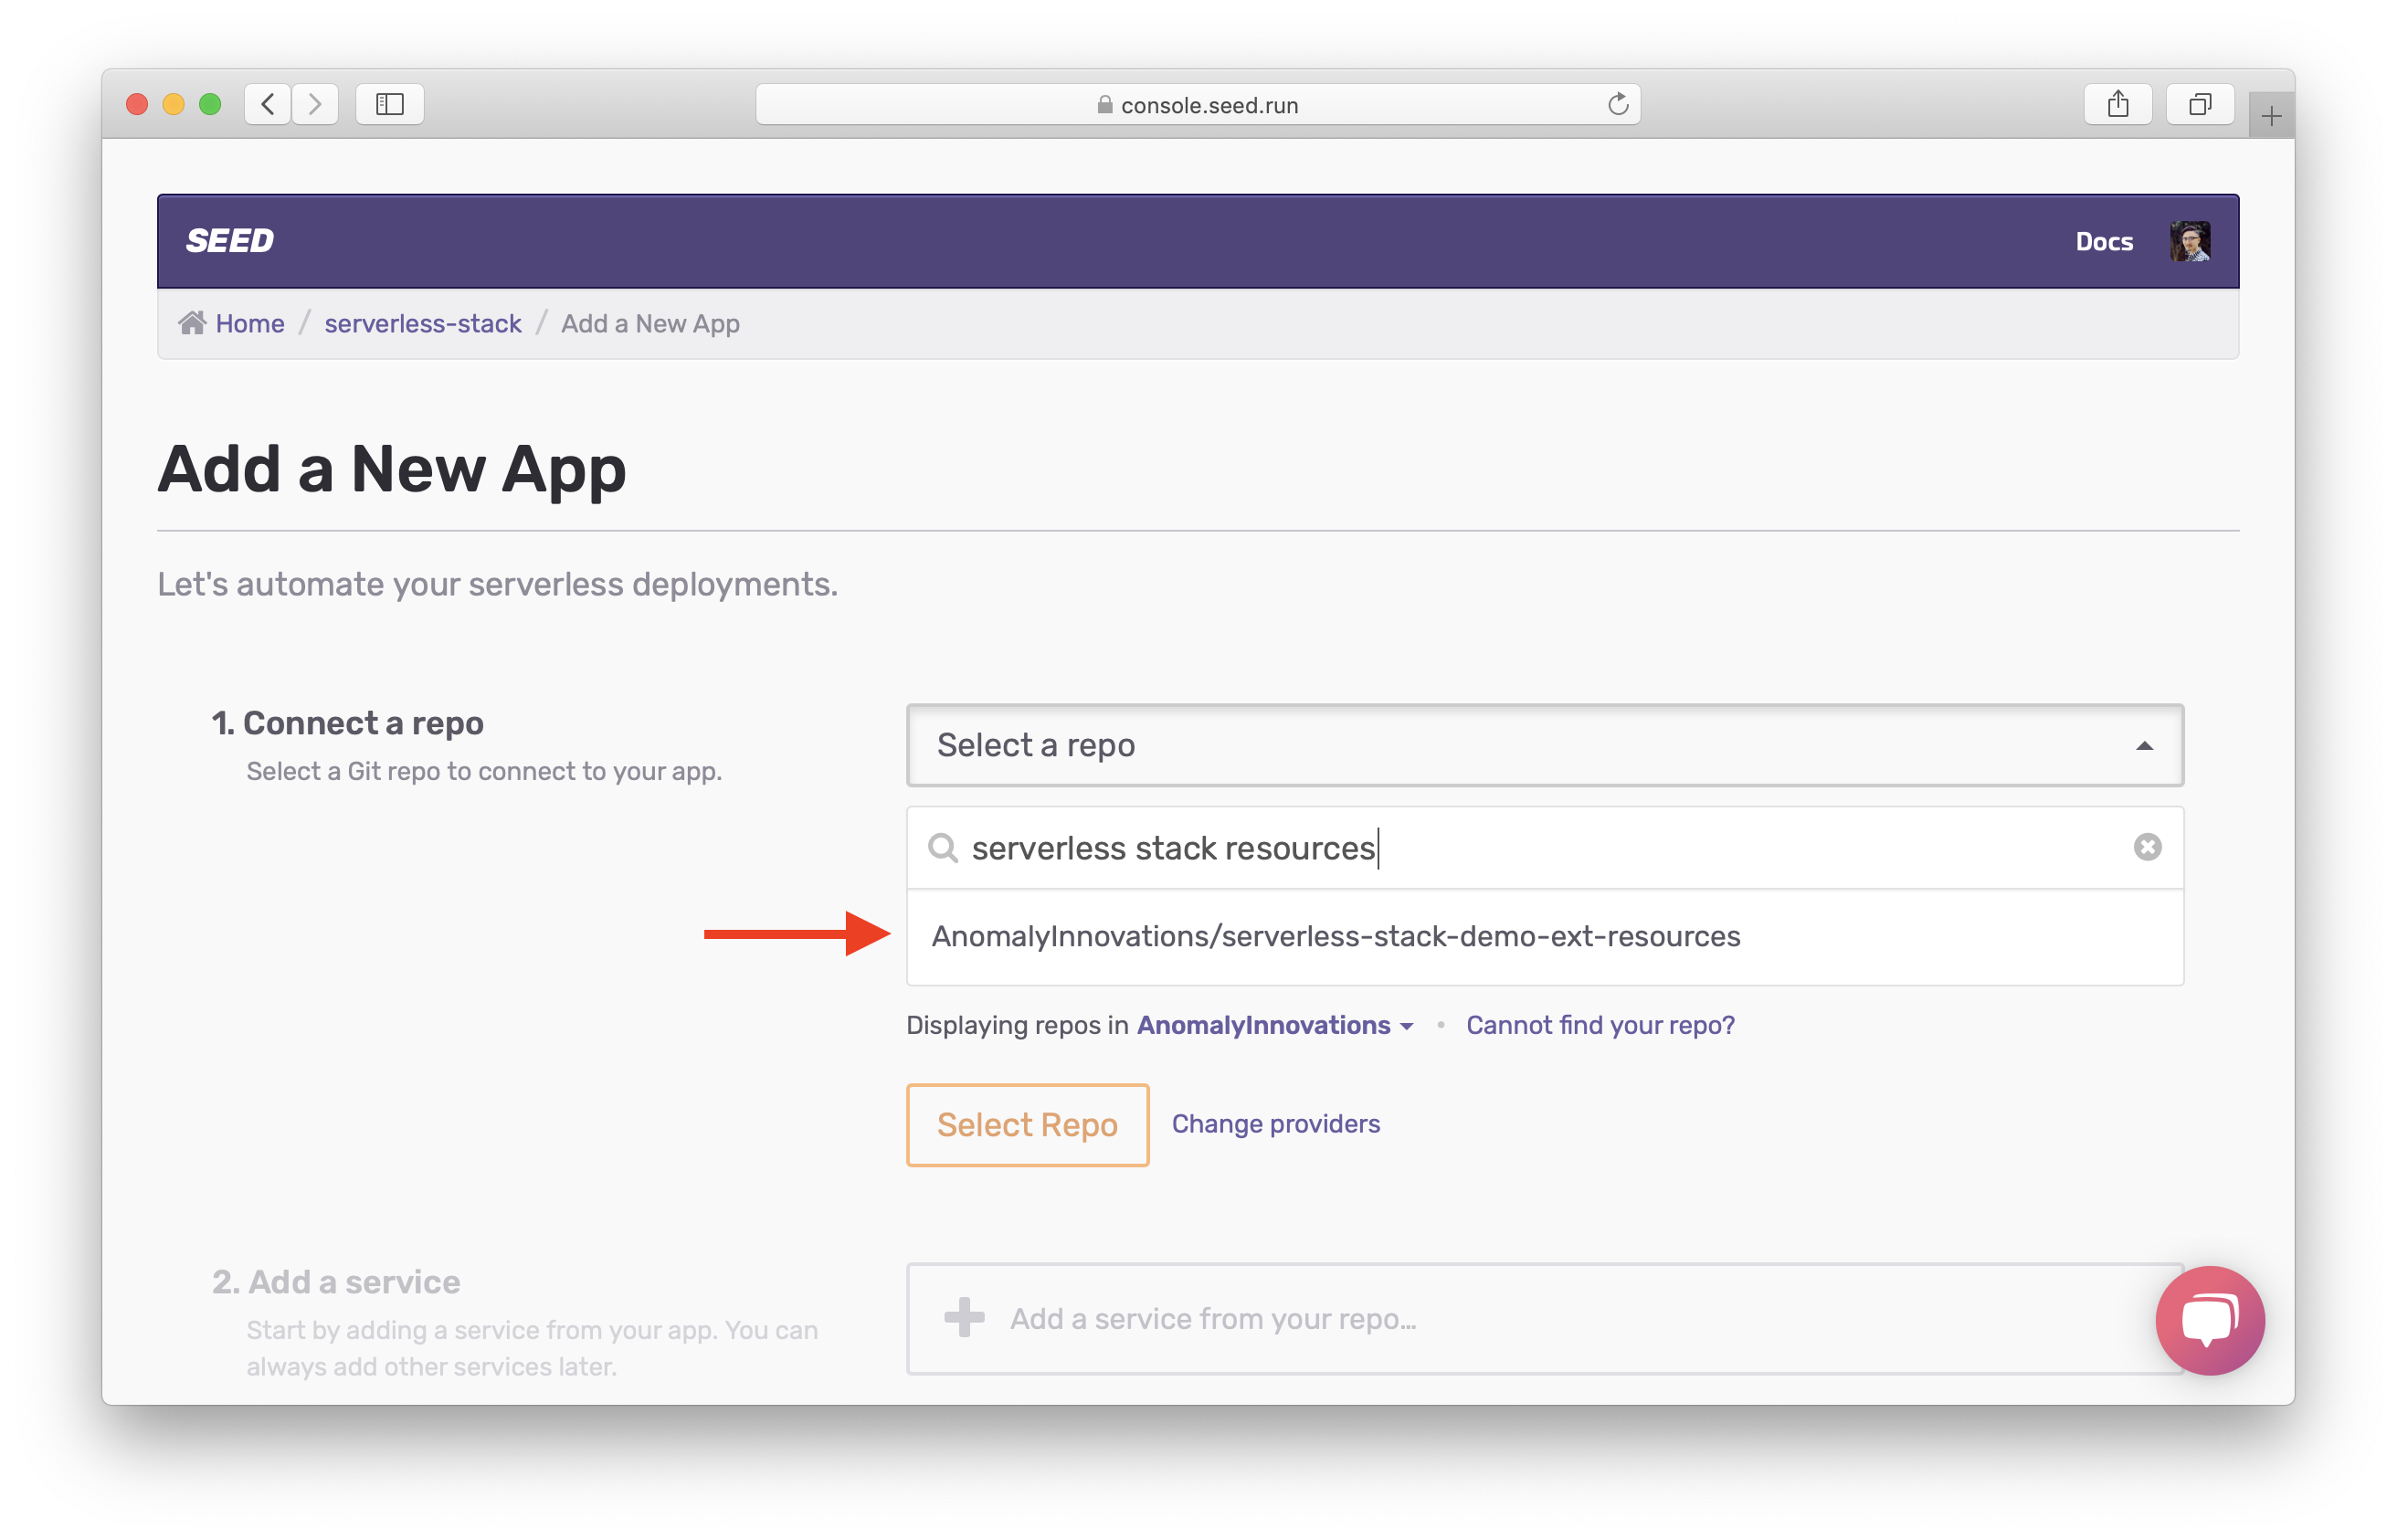 console.seed.run
SEED
Docs
Home / serverless-stack / Add a New App
Add a New App
Let's automate your serverless deployments.
1. Connect a repo
Select a Git repo to connect to your app.
Select a repo
serverless stack resources
AnomalyInnovations/serverless-stack-demo-ext-resources
Displaying repos in AnomalyInnovations • Cannot find your repo?
Select Repo
Change providers
2. Add a service
Start by adding a service from your app. You can
always add other services later.
Add a service from your repo...